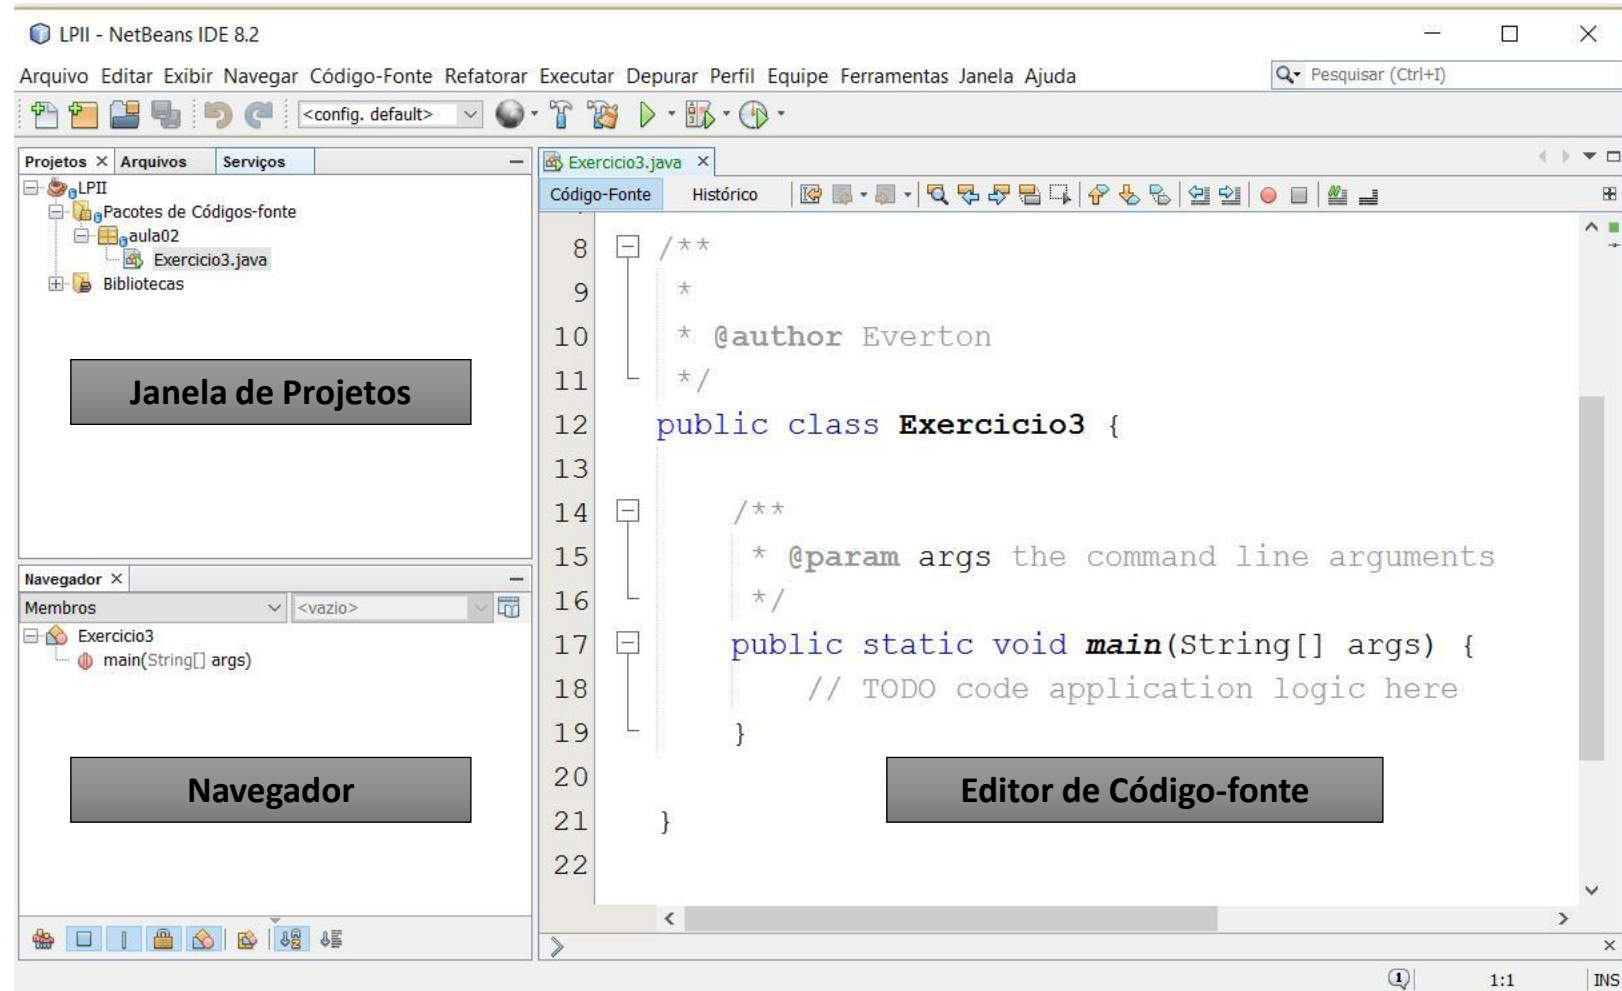 LPII - NetBeans IDE 8.2
Arquivo Editar Exibir Navegar Código-Fonte Refatorar Executar Depurar Perfil Equipe Ferramentas Janela Ajuda
Pesquisar (Ctrl+I)
<config. default>
Projetos Arquivos Serviços
LPII
Pacotes de Códigos-fonte
aula02
Exercicio3.java
Bibliotecas
Janela de Projetos
Navegador
Membros <vazio>
Exercicio3
main(String[] args)
Navegador
Exercicio3.java
Código-Fonte Histórico
8 /**
9 *
10 * @author Everton
11 */
12 public class Exercicio3 {
13
14 /**
15 * @param args the command line arguments
16 */
17 public static void main(String[] args) {
18 // TODO code application logic here
19 }
20
21 }
22
Editor de Código-fonte
1:1 INS